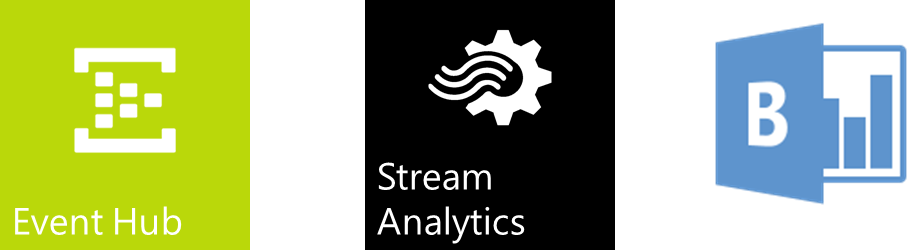 Event Hub
Stream
Analytics
B